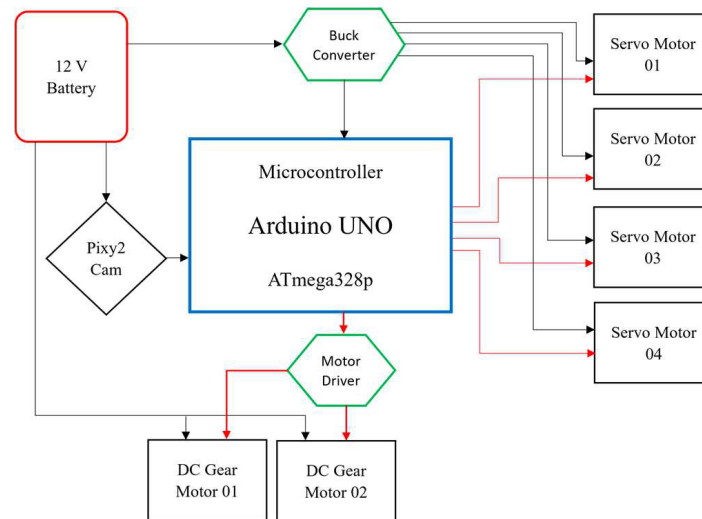 Buck
Converter
12 V
Battery
Servo Motor
01
Servo Motor
02
Microcontroller
Arduino UNO
ATmega328p
Pixy2
Cam
Servo Motor
03
Servo Motor
04
Motor
Driver
DC Gear
Motor 01
DC Gear
Motor 02